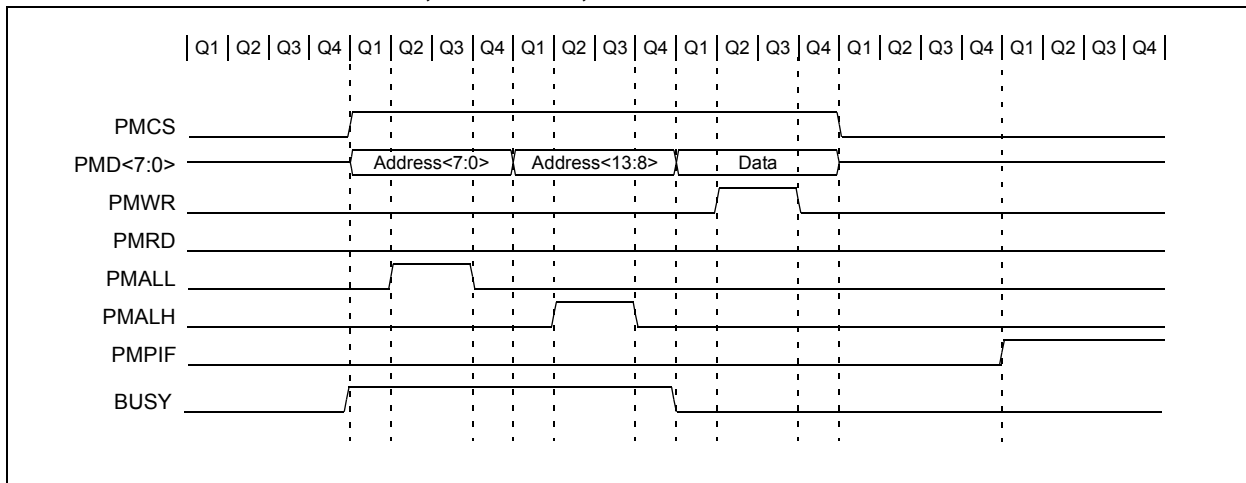 Q1 Q2 Q3 Q4 Q1 Q2 Q3 Q4 Q1 Q2 Q3 Q4 Q1 Q2 Q3 Q4 Q1 Q2 Q3 Q4 Q1 Q2 Q3 Q4
PMCS
PMD<7:0> Address<7:0> Address<13:8> Data
PMWR
PMRD
PMALL
PMALH
PMPIF
BUSY